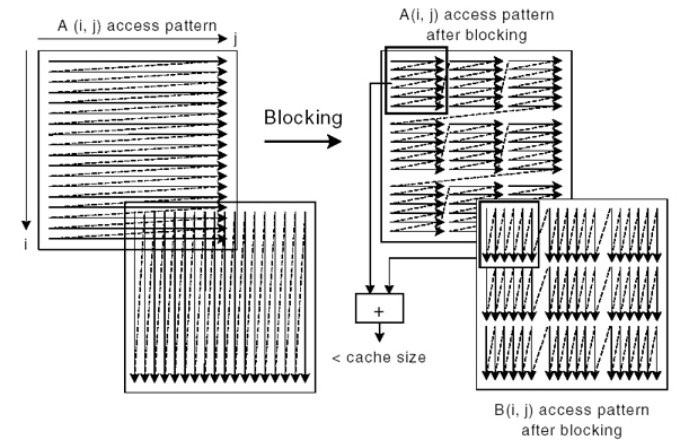 A (i, j) access pattern
j
i
Blocking
A(i, j) access pattern
after blocking
+
< cache size
B(i, j) access pattern
after blocking